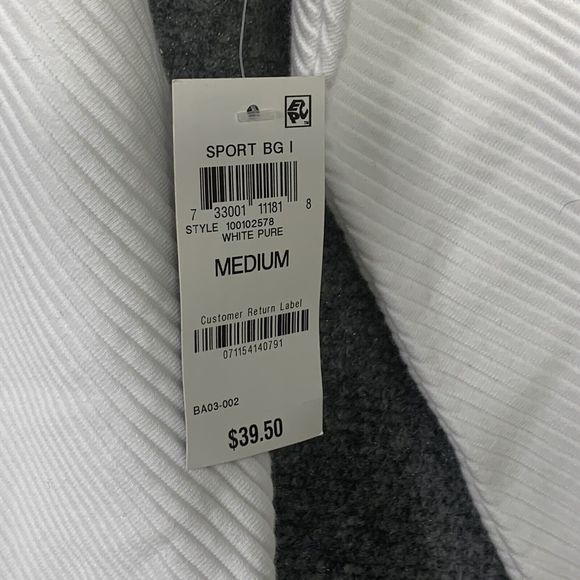 EPC
SPORT BG I
7 33001 11181 8
STYLE 100102578
WHITE PURE
MEDIUM
Customer Return Label
071154140791
BA03-002
$39.50